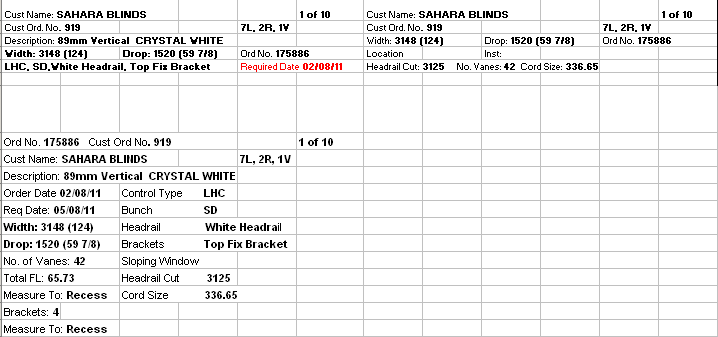 Cust Name: SAHARA BLINDS 1 of 10
Cust Ord. No. 919 7L, 2R, 1V
Description: 89mm Vertical CRYSTAL WHITE
Width: 3148 (124) Drop: 1520 (59 7/8) Ord No. 175886
LHC, SD, White Headrail, Top Fix Bracket Required Date 02/08/11
Cust Name: SAHARA BLINDS 1 of 10
Cust Ord. No. 919 7L, 2R, 1V
Width: 3148 (124) Drop: 1520 (59 7/8) Ord No. 175886
Location Inst:
Headrail Cut: 3125 No. Vanes: 42 Cord Size: 336.65
Ord No. 175886 Cust Ord No. 919 1 of 10
Cust Name: SAHARA BLINDS 7L, 2R, 1V
Description: 89mm Vertical CRYSTAL WHITE
Order Date 02/08/11 Control Type LHC
Req Date: 05/08/11 Bunch SD
Width: 3148 (124) Headrail White Headrail
Drop: 1520 (59 7/8) Brackets Top Fix Bracket
No. of Vanes: 42 Sloping Window
Total FL: 65.73 Headrail Cut 3125
Measure To: Recess Cord Size 336.65
Brackets: 4
Measure To: Recess